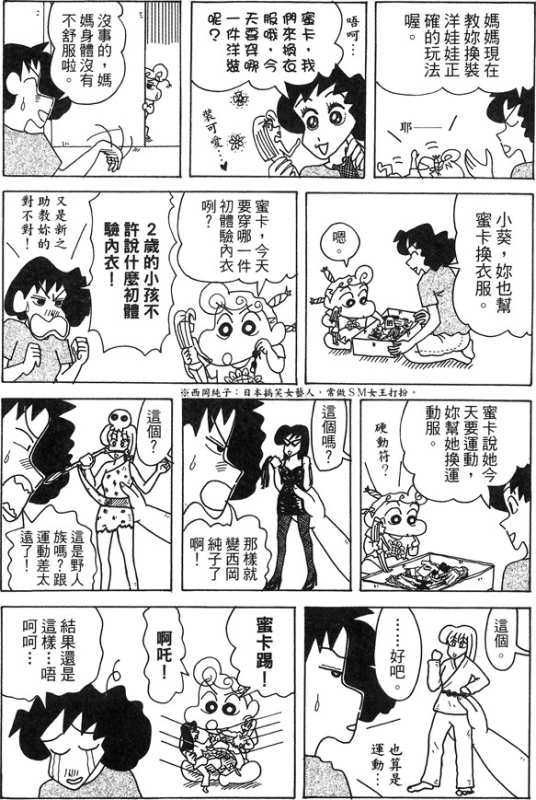 媽媽現在
教妳換裝
洋娃娃正
確的玩法
喔。
耶——
唔呵…
蜜卡，我
們來換衣
服哦，今
天要穿哪
一件洋裝
呢？
裝可愛…
沒事的，媽
媽身體沒有
不舒服啦。
小葵，妳也幫
蜜卡換衣服。
嗯。
蜜卡，今天
要穿哪一件
初體驗內衣
咧？
２歲的小孩不
許說什麼初體
驗內衣！
又是新之
助教妳的
對不對！
※西岡純子：日本搞笑女藝人，常做ＳＭ女王打扮。
蜜卡說她今
天要運動，
妳幫她換運
動服。
硬動符？
這個嗎？
那樣就
變西岡
純子了
啊！
這個？
這是野人
族嗎？跟
運動差太
遠了！
這個。
……好吧。
也算是
運動…
蜜卡踢！
啊吒！
結果還是
這樣…唔
呵呵…